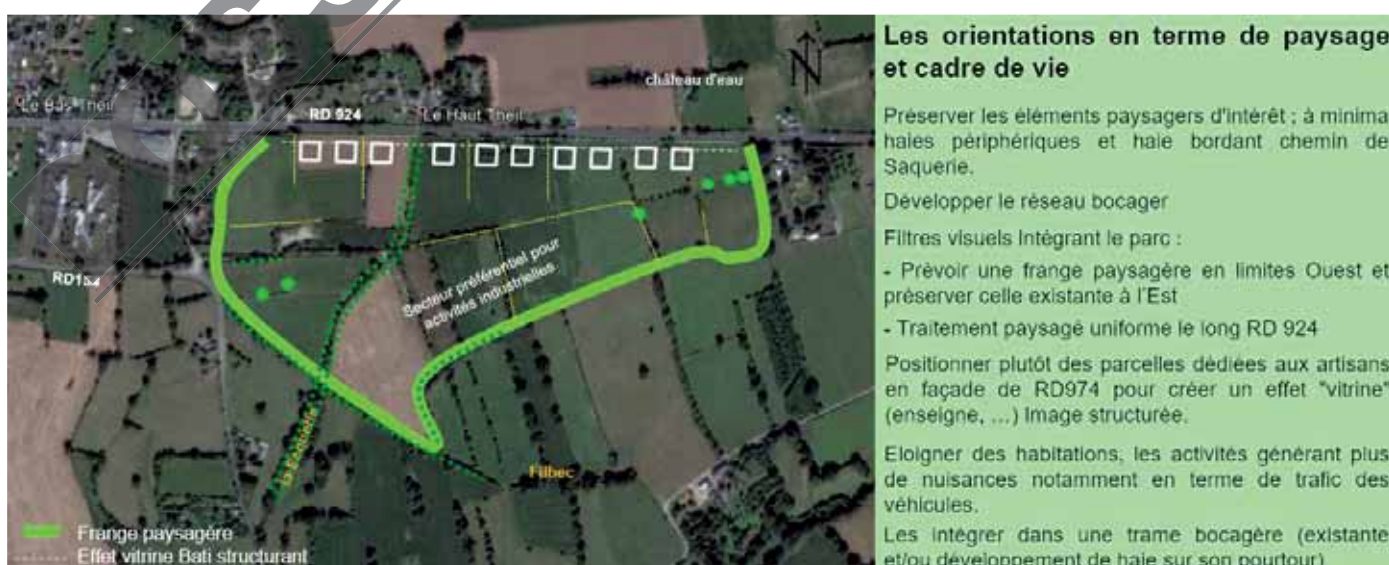 Le Bas Theil
RD 924
Le Haut Theil
château d'eau
N
RD154
Secteur préférentiel pour
activités industrielles.
Filbec
Frange paysagère
Effet vitrine Bati structurant
Les orientations en terme de paysage
et cadre de vie
Préserver les éléments paysagers d'intérêt : à minima
haies périphériques et haie bordant chemin de
Saquerie.
Développer le réseau bocager
Filtres visuels Intégrant le parc :
- Prévoir une frange paysagère en limites Ouest et
préserver celle existante à l'Est
- Traitement paysagé uniforme le long RD 924
Positionner plutôt des parcelles dédiées aux artisans
en façade de RD974 pour créer un effet "vitrine"
(enseigne, ...) Image structurée.
Eloigner des habitations, les activités générant plus
de nuisances notamment en terme de trafic des
véhicules.
Les intégrer dans une trame bocagère (existante
et/ou développement de haie sur son pourtour)